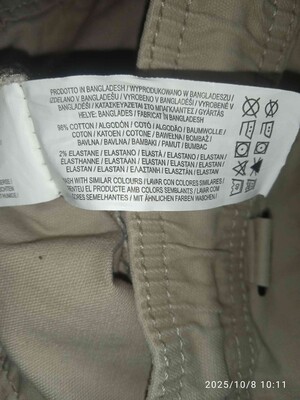 PRODOTTO IN BANGLADESH / WYPRODUKOWANO W BANGLADESZU /
IZDELANO V BANGLADEŠU / VYROBENO V BANGLADÉŠI / VYROBENÉ V
BANGLADÉŠI / ΚΑΤΑΣΚΕΥΑΖΕΤΑΙ ΣΤΟ ΜΠΑΓΚΛΑΝΤΕΣ / GYÁRTÁS
HELYE: BANGLADES / FABRICAT ÎN BANGLADESH
98% COTTON / ALGODÓN / COTÓ / ALGODÃO / BAUMWOLLE /
COTON / KATOEN / COTONE / BAWEŁNA / BOMBAŽ /
BAVLNA / BAVLNA / ΒΑΜΒΑΚΙ / PAMUT / BUMBAC
2% ELASTANE / ELASTANO / ELASTÀ / ELASTANO / ELASTAN /
ELASTHANNE / ELASTAAN / ELASTAN / ELASTAN /
ELASTAN / ELASTAN / ΕΛΑΣΤΑΝΗ / ELASZTÁN / ELASTAN
WASH WITH SIMILAR COLOURS / LAVAR CON COLORES SIMILARES /
RENTEU EL PRODUCTE AMB COLORS SEMBLANTS / LAVAR COM
CORES SEMELHANTES / MIT ÄHNLICHEN FARBEN WASCHEN /
2025/10/8 10:11